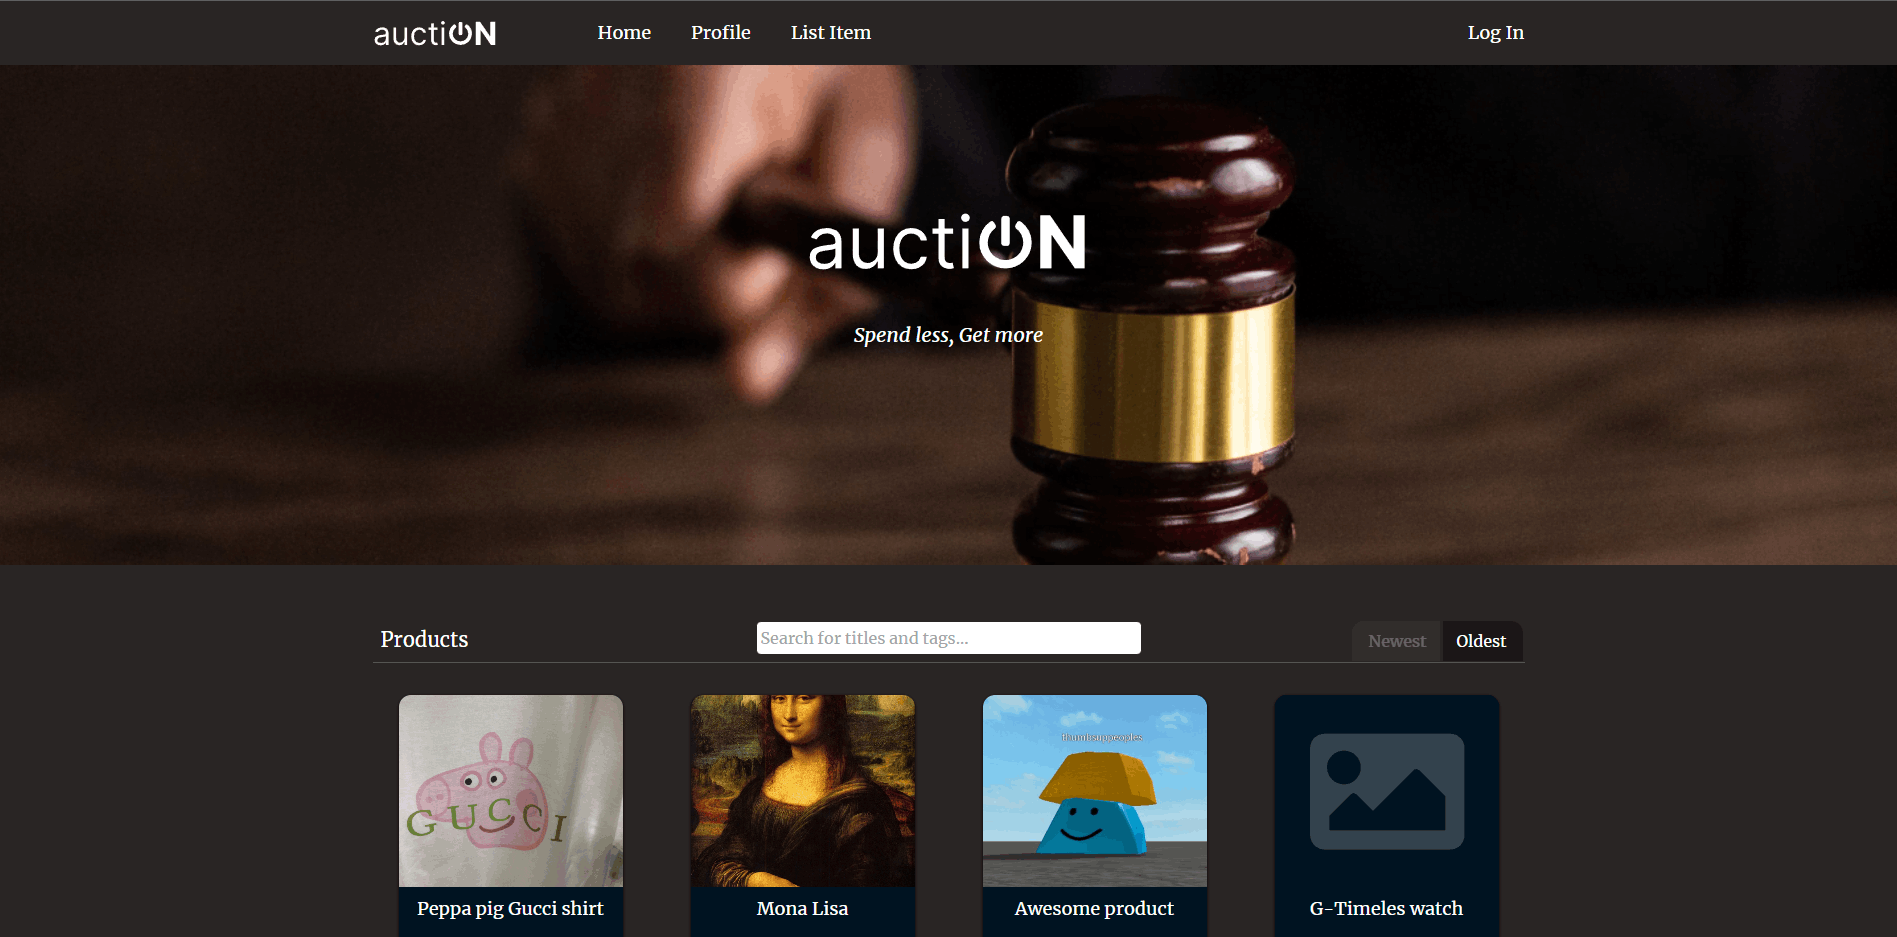 auctiON
Home
Profile
List Item
Log In
auctiON
Spend less, Get more
Products
Search for titles and tags...
Newest
Oldest
GUCCI
thumbsuppeoples
Peppa pig Gucci shirt
Mona Lisa
Awesome product
G-Timeles watch